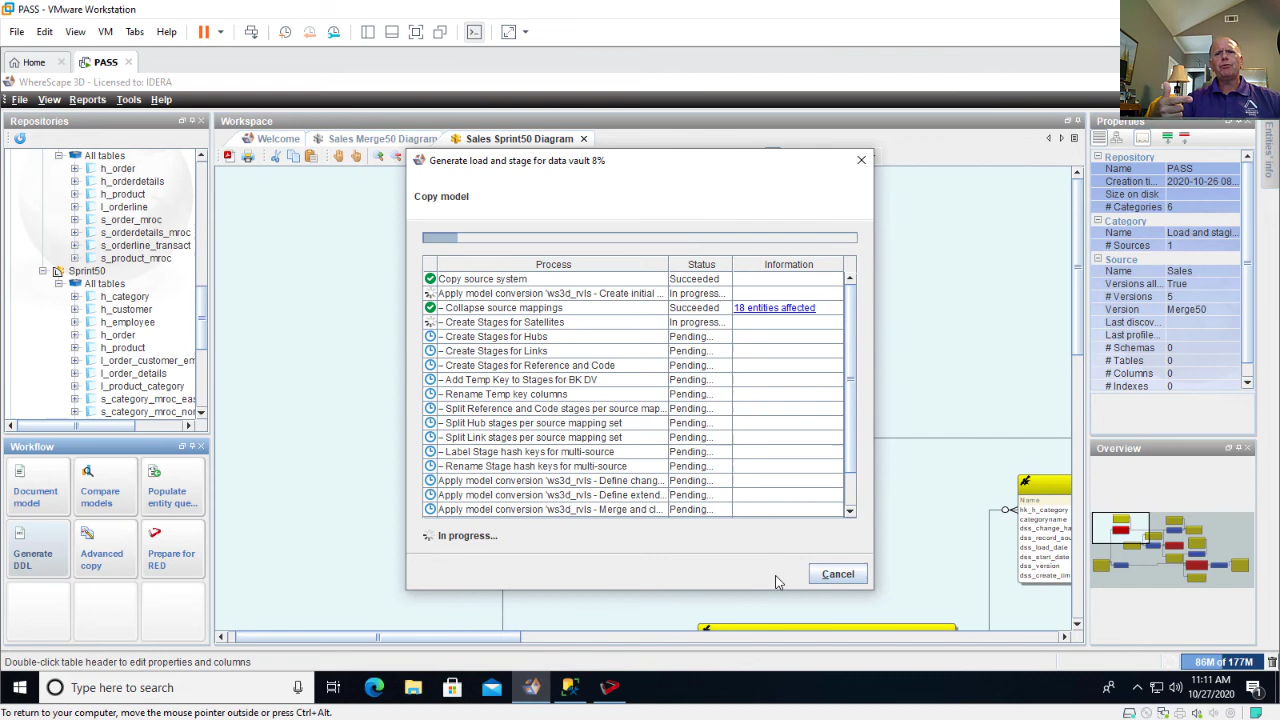 PASS - VMware Workstation
File Edit View VM Tabs Help
Home PASS
WhereScape 3D - Licensed to: IDERA
File View Reports Tools Help
Repositories
All tables
h_order
h_orderdetails
h_product
l_orderline
s_order_mroc
s_orderdetails_mroc
s_orderline_transact
s_product_mroc
Sprint50
All tables
h_category
h_customer
h_employee
h_order
h_product
l_order_customer_em
l_order_details
l_product_category
s_category_mroc_eas
s_category_mroc_nor
Workflow
Document model
Compare models
Populate entity que...
Generate DDL
Advanced copy
Prepare for RED
Workspace
Welcome Sales Merge50 Diagram Sales Sprint50 Diagram
Generate load and stage for data vault 8%
Copy model
Process Status Information
Copy source system Succeeded
Apply model conversion 'ws3d_rvls - Create initial ... In progress...
– Collapse source mappings Succeeded 18 entities affected
– Create Stages for Satellites In progress...
– Create Stages for Hubs Pending...
– Create Stages for Links Pending...
– Create Stages for Reference and Code Pending...
– Add Temp Key to Stages for BK DV Pending...
– Rename Temp key columns Pending...
– Split Reference and Code stages per source map... Pending...
– Split Hub stages per source mapping set Pending...
– Split Link stages per source mapping set Pending...
– Label Stage hash keys for multi-source Pending...
– Rename Stage hash keys for multi-source Pending...
Apply model conversion 'ws3d_rvls - Define chang... Pending...
Apply model conversion 'ws3d_rvls - Define exten... Pending...
Apply model conversion 'ws3d_rvls - Merge and cl... Pending...
In progress...
Cancel
Name
hk_h_category
categoryname
dss_change_ha
dss_record_sou
dss_load_date
dss_start_date
dss_version
dss_create_tim
Properties
Repository
Name PASS
Creation ti... 2020-10-26 08...
Size on disk
# Categories 6
Category
Name Load and stagi...
# Sources 1
Source
Name Sales
Versions all... True
# Versions 5
Version Merge50
Last discov...
Last profile...
# Schemas 0
# Tables 0
# Columns 0
# Indexes 0
Entities' ...
Overview
Double-click table header to edit properties and columns
86M of 177M
Type here to search
11:11 AM
10/27/2020
1
To return to your computer, move the mouse pointer outside or press Ctrl+Alt.